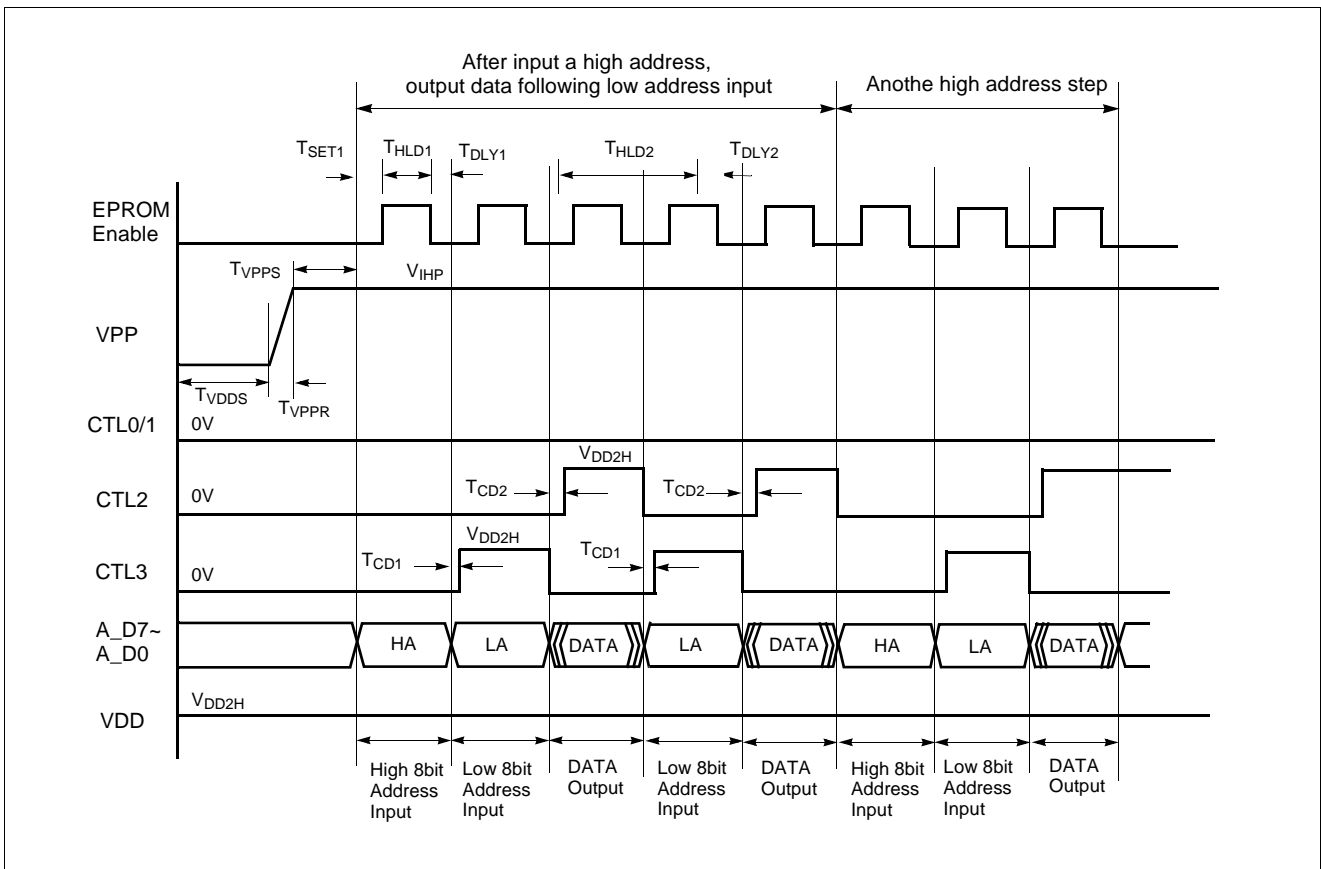 After input a high address,
output data following low address input
Anothe high address step
TSET1
THLD1
TDLY1
THLD2
TDLY2
EPROM
Enable
TVPPS
VIHP
VPP
TVDDS
TVPPR
CTL0/1
0V
VDD2H
CTL2
0V
TCD2
TCD2
VDD2H
CTL3
0V
TCD1
TCD1
A_D7~
A_D0
HA
LA
DATA
LA
DATA
HA
LA
DATA
VDD2H
VDD
High 8bit
Address
Input
Low 8bit
Address
Input
DATA
Output
Low 8bit
Address
Input
DATA
Output
High 8bit
Address
Input
Low 8bit
Address
Input
DATA
Output